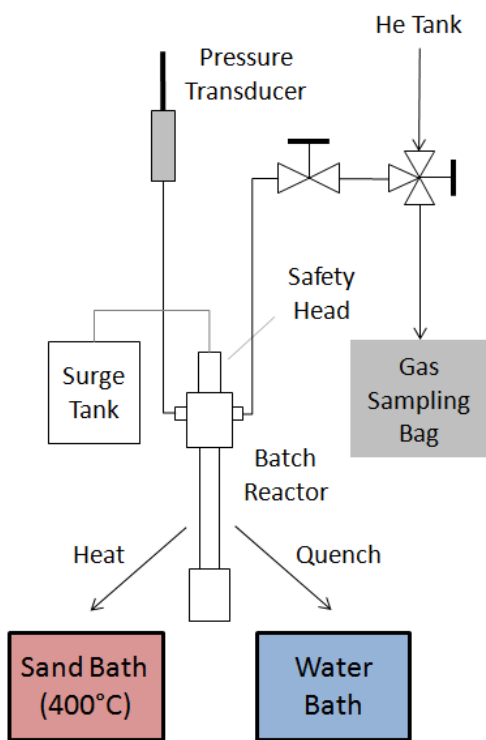 He Tank
Pressure
Transducer
Safety
Head
Surge
Tank
Gas
Sampling
Bag
Batch
Reactor
Heat
Quench
Sand Bath
(400°C)
Water
Bath